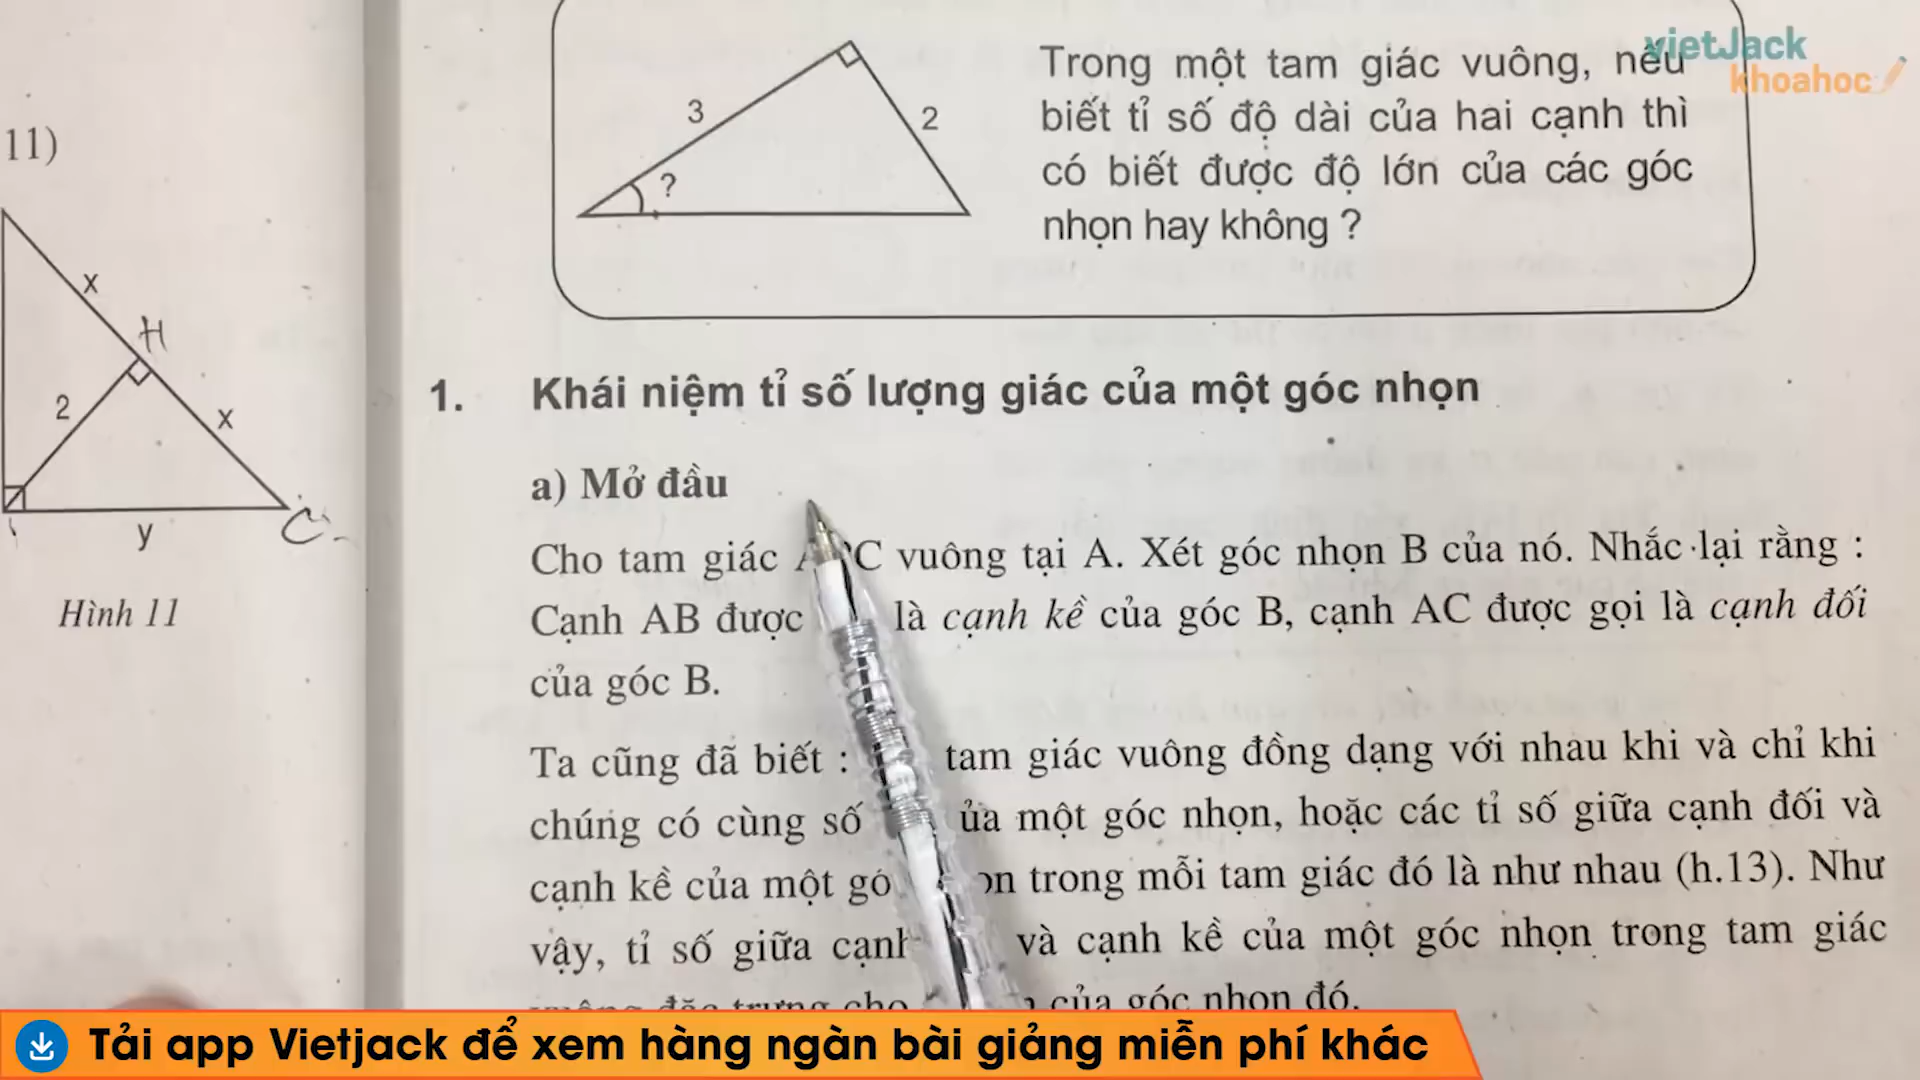 11)
x
H
2
x
y
C
Hình 11
3
2
?
Trong một tam giác vuông, nếu
biết tỉ số độ dài của hai cạnh thì
có biết được độ lớn của các góc
nhọn hay không ?
vietJack
khoahoc
1. Khái niệm tỉ số lượng giác của một góc nhọn
a) Mở đầu
Cho tam giác vuông tại A. Xét góc nhọn B của nó. Nhắc lại rằng :
Cạnh AB được là cạnh kề của góc B, cạnh AC được gọi là cạnh đối
của góc B.
Ta cũng đã biết : tam giác vuông đồng dạng với nhau khi và chỉ khi
chúng có cùng số một góc nhọn, hoặc các tỉ số giữa cạnh đối và
cạnh kề của một trong mỗi tam giác đó là như nhau (h.13). Như
vậy, tỉ số giữa và cạnh kề của một góc nhọn trong tam giác
của góc nhọn đó.
Tải app Vietjack để xem hàng ngàn bài giảng miễn phí khác